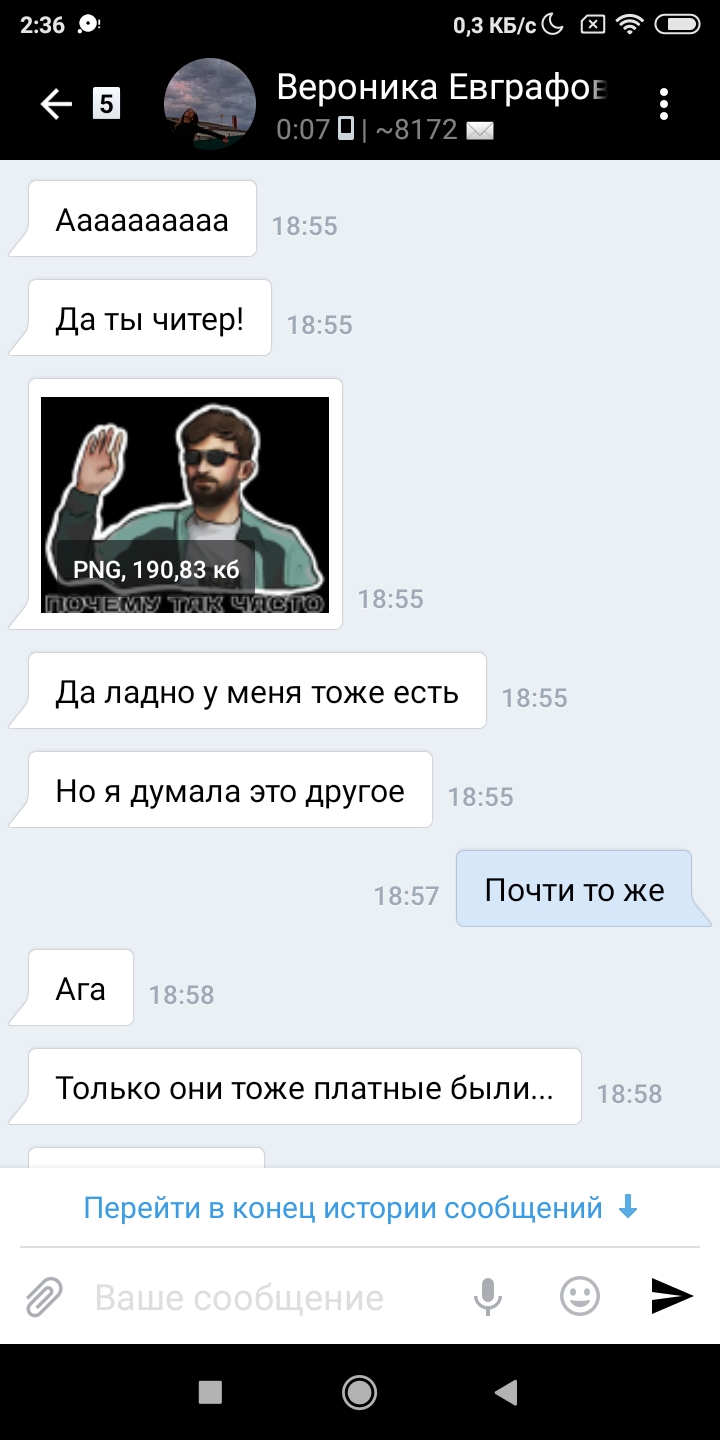 2:36
0,3 КБ/с
5
Вероника Евграфов
0:07 | ~8172
Аааааааааа 18:55
Да ты читер! 18:55
PNG, 190,83 кб
ПОЧЕМУ ТАК ЧАСТО 18:55
Да ладно у меня тоже есть 18:55
Но я думала это другое 18:55
18:57 Почти то же
Ага 18:58
Только они тоже платные были... 18:58
Перейти в конец истории сообщений
Ваше сообщение